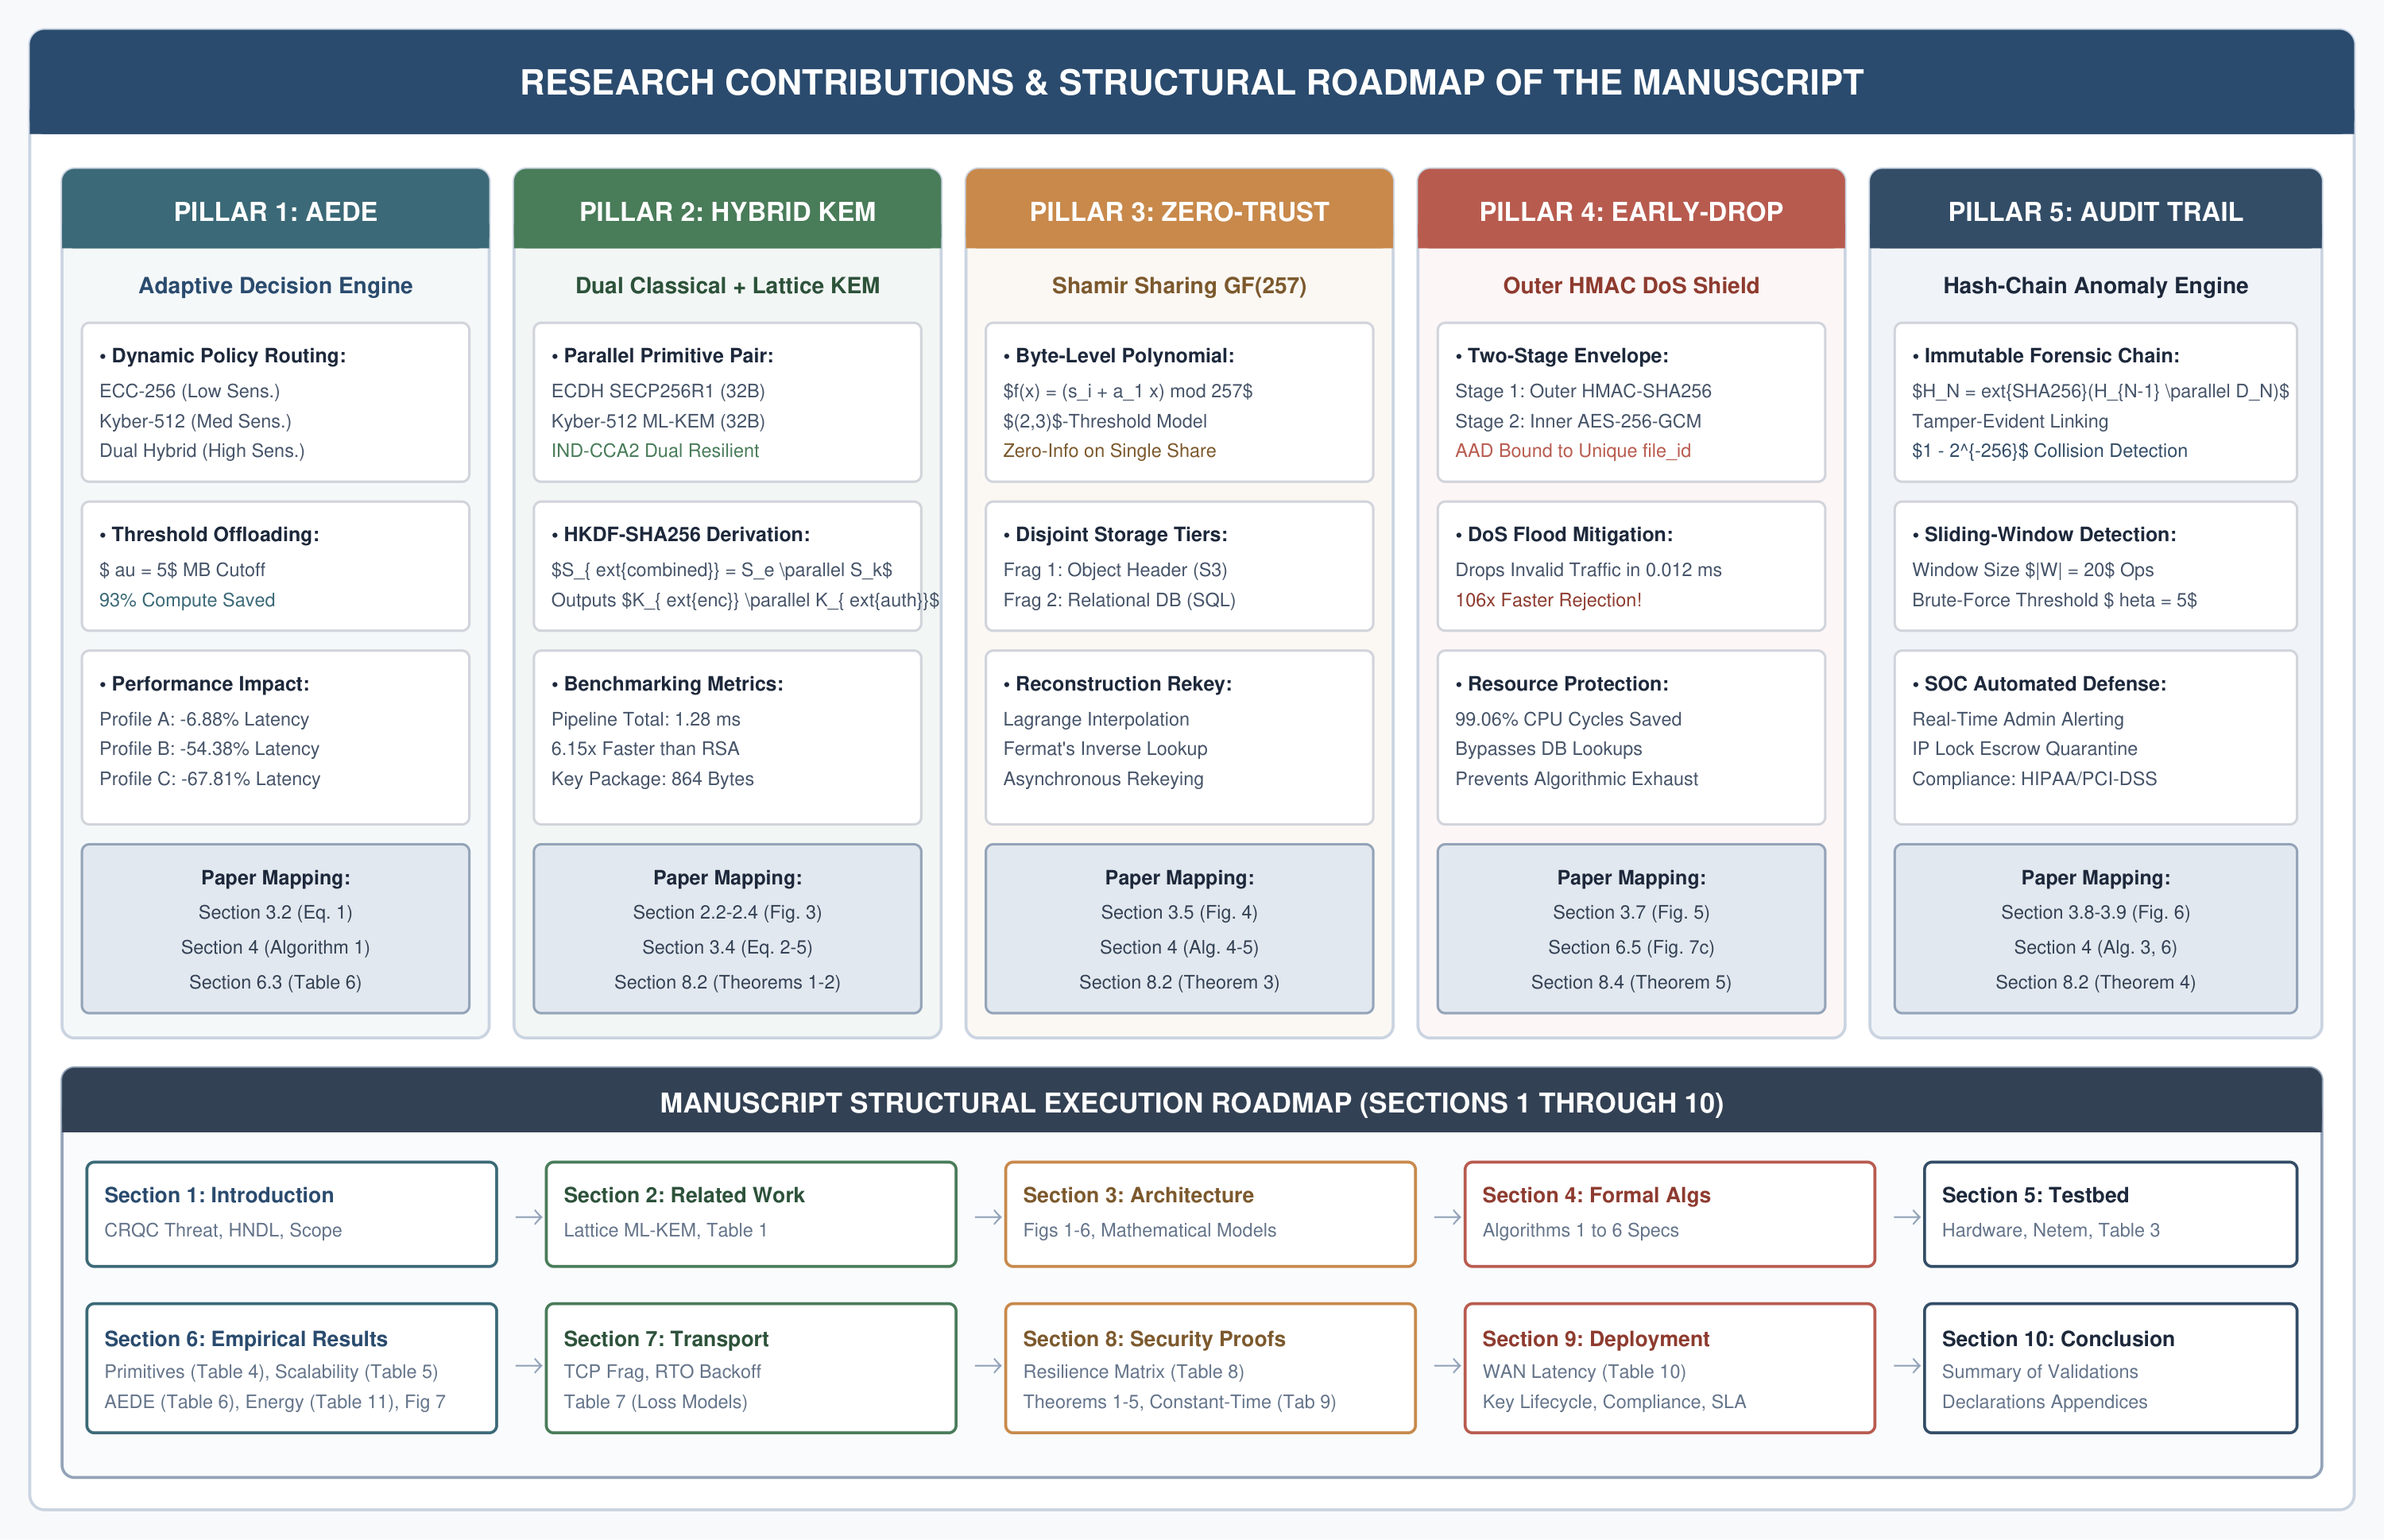 RESEARCH CONTRIBUTIONS & STRUCTURAL ROADMAP OF THE MANUSCRIPT
PILLAR 1: AEDE
Adaptive Decision Engine
• Dynamic Policy Routing:
ECC-256 (Low Sens.)
Kyber-512 (Med Sens.)
Dual Hybrid (High Sens.)
• Threshold Offloading:
$ au = 5$ MB Cutoff
93% Compute Saved
• Performance Impact:
Profile A: -6.88% Latency
Profile B: -54.38% Latency
Profile C: -67.81% Latency
Paper Mapping:
Section 3.2 (Eq. 1)
Section 4 (Algorithm 1)
Section 6.3 (Table 6)
PILLAR 2: HYBRID KEM
Dual Classical + Lattice KEM
• Parallel Primitive Pair:
ECDH SECP256R1 (32B)
Kyber-512 ML-KEM (32B)
IND-CCA2 Dual Resilient
• HKDF-SHA256 Derivation:
$S_{ ext{combined}} = S_e \parallel S_k$
Outputs $K_{ ext{enc}} \parallel K_{ ext{auth}}$
• Benchmarking Metrics:
Pipeline Total: 1.28 ms
6.15x Faster than RSA
Key Package: 864 Bytes
Paper Mapping:
Section 2.2-2.4 (Fig. 3)
Section 3.4 (Eq. 2-5)
Section 8.2 (Theorems 1-2)
PILLAR 3: ZERO-TRUST
Shamir Sharing GF(257)
• Byte-Level Polynomial:
$f(x) = (s_i + a_1 x) mod 257$
$(2,3)$-Threshold Model
Zero-Info on Single Share
• Disjoint Storage Tiers:
Frag 1: Object Header (S3)
Frag 2: Relational DB (SQL)
• Reconstruction Rekey:
Lagrange Interpolation
Fermat's Inverse Lookup
Asynchronous Rekeying
Paper Mapping:
Section 3.5 (Fig. 4)
Section 4 (Alg. 4-5)
Section 8.2 (Theorem 3)
PILLAR 4: EARLY-DROP
Outer HMAC DoS Shield
• Two-Stage Envelope:
Stage 1: Outer HMAC-SHA256
Stage 2: Inner AES-256-GCM
AAD Bound to Unique file_id
• DoS Flood Mitigation:
Drops Invalid Traffic in 0.012 ms
106x Faster Rejection!
• Resource Protection:
99.06% CPU Cycles Saved
Bypasses DB Lookups
Prevents Algorithmic Exhaust
Paper Mapping:
Section 3.7 (Fig. 5)
Section 6.5 (Fig. 7c)
Section 8.4 (Theorem 5)
PILLAR 5: AUDIT TRAIL
Hash-Chain Anomaly Engine
• Immutable Forensic Chain:
$H_N = ext{SHA256}(H_{N-1} \parallel D_N)$
Tamper-Evident Linking
$1 - 2^{-256}$ Collision Detection
• Sliding-Window Detection:
Window Size $|W| = 20$ Ops
Brute-Force Threshold $ heta = 5$
• SOC Automated Defense:
Real-Time Admin Alerting
IP Lock Escrow Quarantine
Compliance: HIPAA/PCI-DSS
Paper Mapping:
Section 3.8-3.9 (Fig. 6)
Section 4 (Alg. 3, 6)
Section 8.2 (Theorem 4)
MANUSCRIPT STRUCTURAL EXECUTION ROADMAP (SECTIONS 1 THROUGH 10)
Section 1: Introduction
CRQC Threat, HNDL, Scope
Section 2: Related Work
Lattice ML-KEM, Table 1
Section 3: Architecture
Figs 1-6, Mathematical Models
Section 4: Formal Algs
Algorithms 1 to 6 Specs
Section 5: Testbed
Hardware, Netem, Table 3
Section 6: Empirical Results
Primitives (Table 4), Scalability (Table 5)
AEDE (Table 6), Energy (Table 11), Fig 7
Section 7: Transport
TCP Frag, RTO Backoff
Table 7 (Loss Models)
Section 8: Security Proofs
Resilience Matrix (Table 8)
Theorems 1-5, Constant-Time (Tab 9)
Section 9: Deployment
WAN Latency (Table 10)
Key Lifecycle, Compliance, SLA
Section 10: Conclusion
Summary of Validations
Declarations Appendices